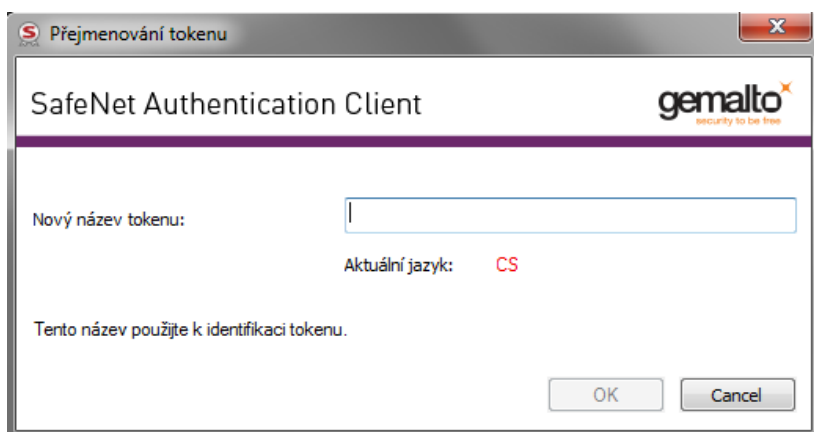 Přejmenování tokenu
SafeNet Authentication Client
gemalto
security to be free
Nový název tokenu:
Aktuální jazyk: CS
Tento název použijte k identifikaci tokenu.
OK Cancel